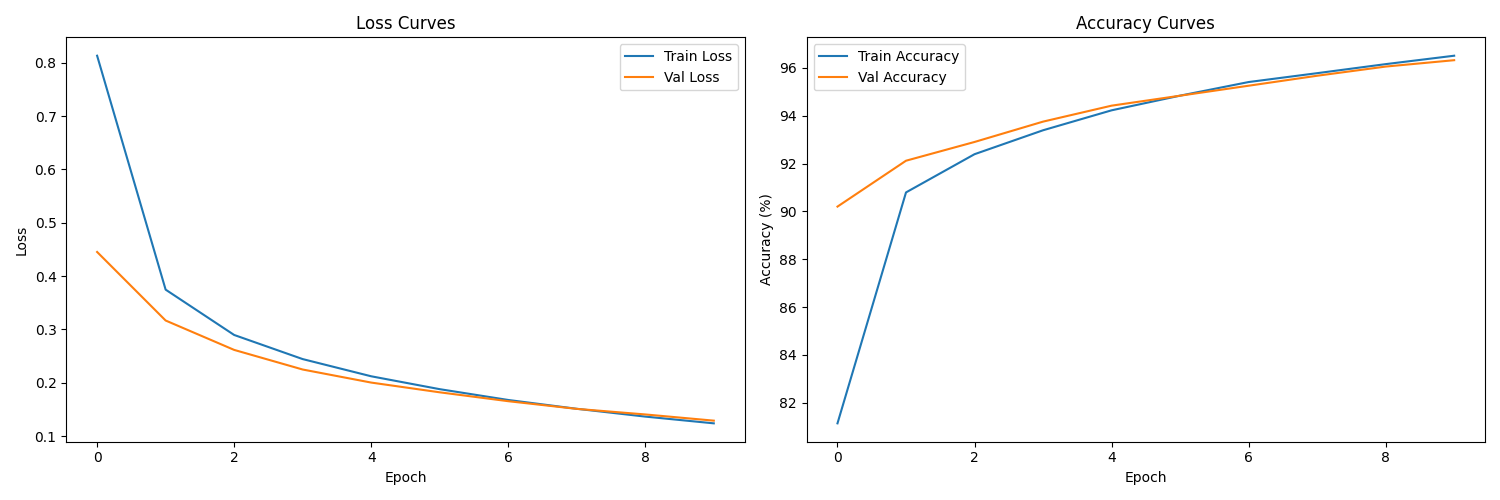 Loss Curves
Train Loss
Val Loss
0.8
0.7
0.6
0.5
0.4
0.3
0.2
0.1
Loss
0 2 4 6 8
Epoch
Accuracy Curves
Train Accuracy
Val Accuracy
96
94
92
90
88
86
84
82
Accuracy (%)
0 2 4 6 8
Epoch